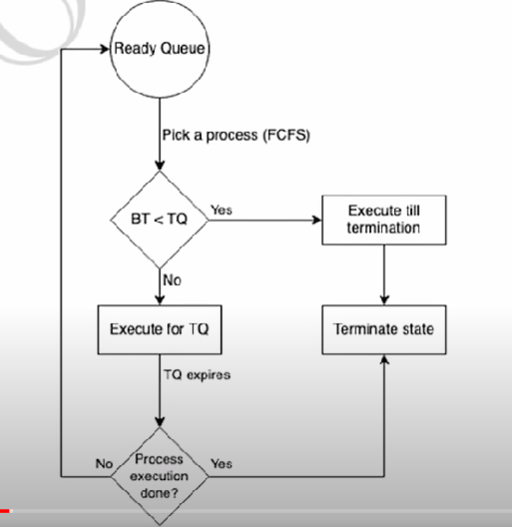 Ready Queue
Pick a process (FCFS)
BT < TQ
Yes
Execute till
termination
No
Execute for TQ
Terminate state
TQ expires
No
Process
execution
done?
Yes